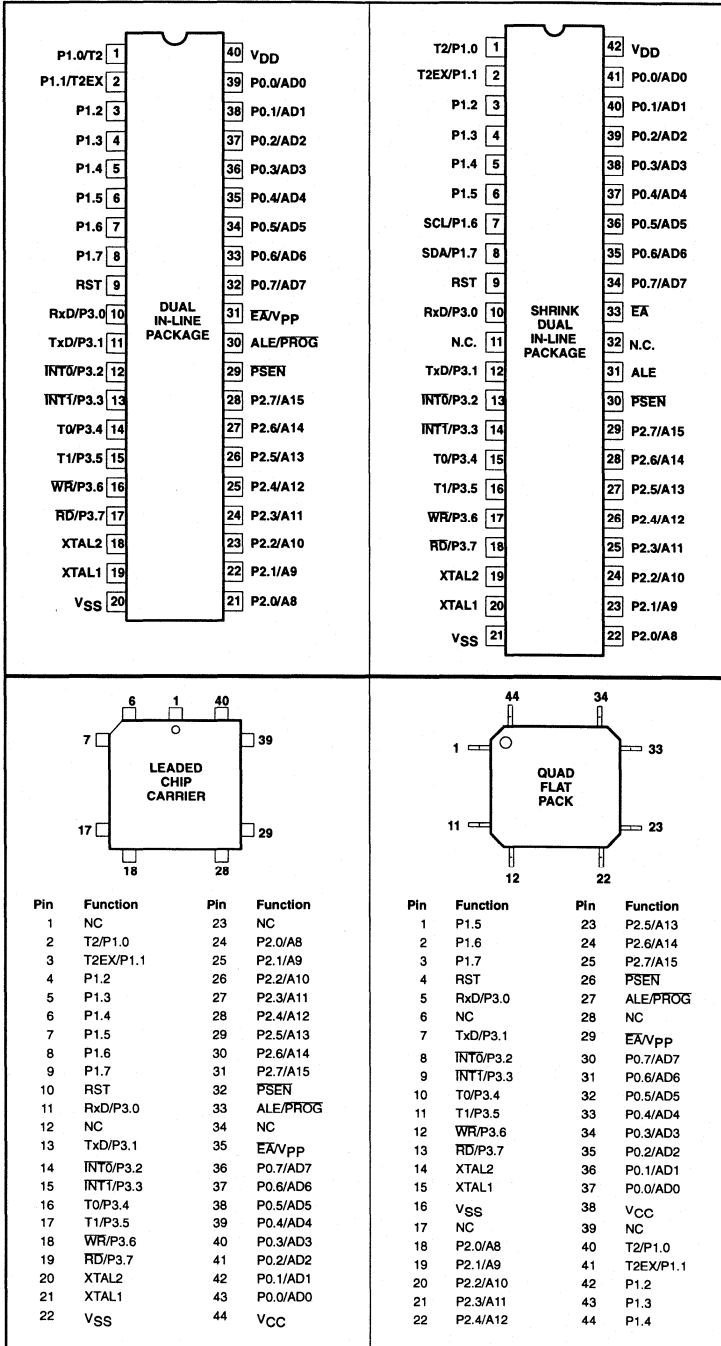 P1.0/T2 1 40 VDD
P1.1/T2EX 2 39 P0.0/AD0
P1.2 3 38 P0.1/AD1
P1.3 4 37 P0.2/AD2
P1.4 5 36 P0.3/AD3
P1.5 6 35 P0.4/AD4
P1.6 7 34 P0.5/AD5
P1.7 8 33 P0.6/AD6
RST 9 32 P0.7/AD7
RxD/P3.0 10 31 EA/VPP
TxD/P3.1 11 30 ALE/PROG
INT0/P3.2 12 29 PSEN
INT1/P3.3 13 28 P2.7/A15
T0/P3.4 14 27 P2.6/A14
T1/P3.5 15 26 P2.5/A13
WR/P3.6 16 25 P2.4/A12
RD/P3.7 17 24 P2.3/A11
XTAL2 18 23 P2.2/A10
XTAL1 19 22 P2.1/A9
VSS 20 21 P2.0/A8
DUAL
IN-LINE
PACKAGE
T2/P1.0 1 42 VDD
T2EX/P1.1 2 41 P0.0/AD0
P1.2 3 40 P0.1/AD1
P1.3 4 39 P0.2/AD2
P1.4 5 38 P0.3/AD3
P1.5 6 37 P0.4/AD4
SCL/P1.6 7 36 P0.5/AD5
SDA/P1.7 8 35 P0.6/AD6
RST 9 34 P0.7/AD7
RxD/P3.0 10 33 EA
N.C. 11 32 N.C.
TxD/P3.1 12 31 ALE
INT0/P3.2 13 30 PSEN
INT1/P3.3 14 29 P2.7/A15
T0/P3.4 15 28 P2.6/A14
T1/P3.5 16 27 P2.5/A13
WR/P3.6 17 26 P2.4/A12
RD/P3.7 18 25 P2.3/A11
XTAL2 19 24 P2.2/A10
XTAL1 20 23 P2.1/A9
VSS 21 22 P2.0/A8
SHRINK
DUAL
IN-LINE
PACKAGE
6 1 40
7 39
LEADED
CHIP
CARRIER
17 29
18 28
Pin Function Pin Function
1 NC 23 NC
2 T2/P1.0 24 P2.0/A8
3 T2EX/P1.1 25 P2.1/A9
4 P1.2 26 P2.2/A10
5 P1.3 27 P2.3/A11
6 P1.4 28 P2.4/A12
7 P1.5 29 P2.5/A13
8 P1.6 30 P2.6/A14
9 P1.7 31 P2.7/A15
10 RST 32 PSEN
11 RxD/P3.0 33 ALE/PROG
12 NC 34 NC
13 TxD/P3.1 35 EA/VPP
14 INT0/P3.2 36 P0.7/AD7
15 INT1/P3.3 37 P0.6/AD6
16 T0/P3.4 38 P0.5/AD5
17 T1/P3.5 39 P0.4/AD4
18 WR/P3.6 40 P0.3/AD3
19 RD/P3.7 41 P0.2/AD2
20 XTAL2 42 P0.1/AD1
21 XTAL1 43 P0.0/AD0
22 VSS 44 VCC
44 34
1 33
QUAD
FLAT
PACK
11 23
12 22
Pin Function Pin Function
1 P1.5 23 P2.5/A13
2 P1.6 24 P2.6/A14
3 P1.7 25 P2.7/A15
4 RST 26 PSEN
5 RxD/P3.0 27 ALE/PROG
6 NC 28 NC
7 TxD/P3.1 29 EA/VPP
8 INT0/P3.2 30 P0.7/AD7
9 INT1/P3.3 31 P0.6/AD6
10 T0/P3.4 32 P0.5/AD5
11 T1/P3.5 33 P0.4/AD4
12 WR/P3.6 34 P0.3/AD3
13 RD/P3.7 35 P0.2/AD2
14 XTAL2 36 P0.1/AD1
15 XTAL1 37 P0.0/AD0
16 VSS 38 VCC
17 NC 39 NC
18 P2.0/A8 40 T2/P1.0
19 P2.1/A9 41 T2EX/P1.1
20 P2.2/A10 42 P1.2
21 P2.3/A11 43 P1.3
22 P2.4/A12 44 P1.4